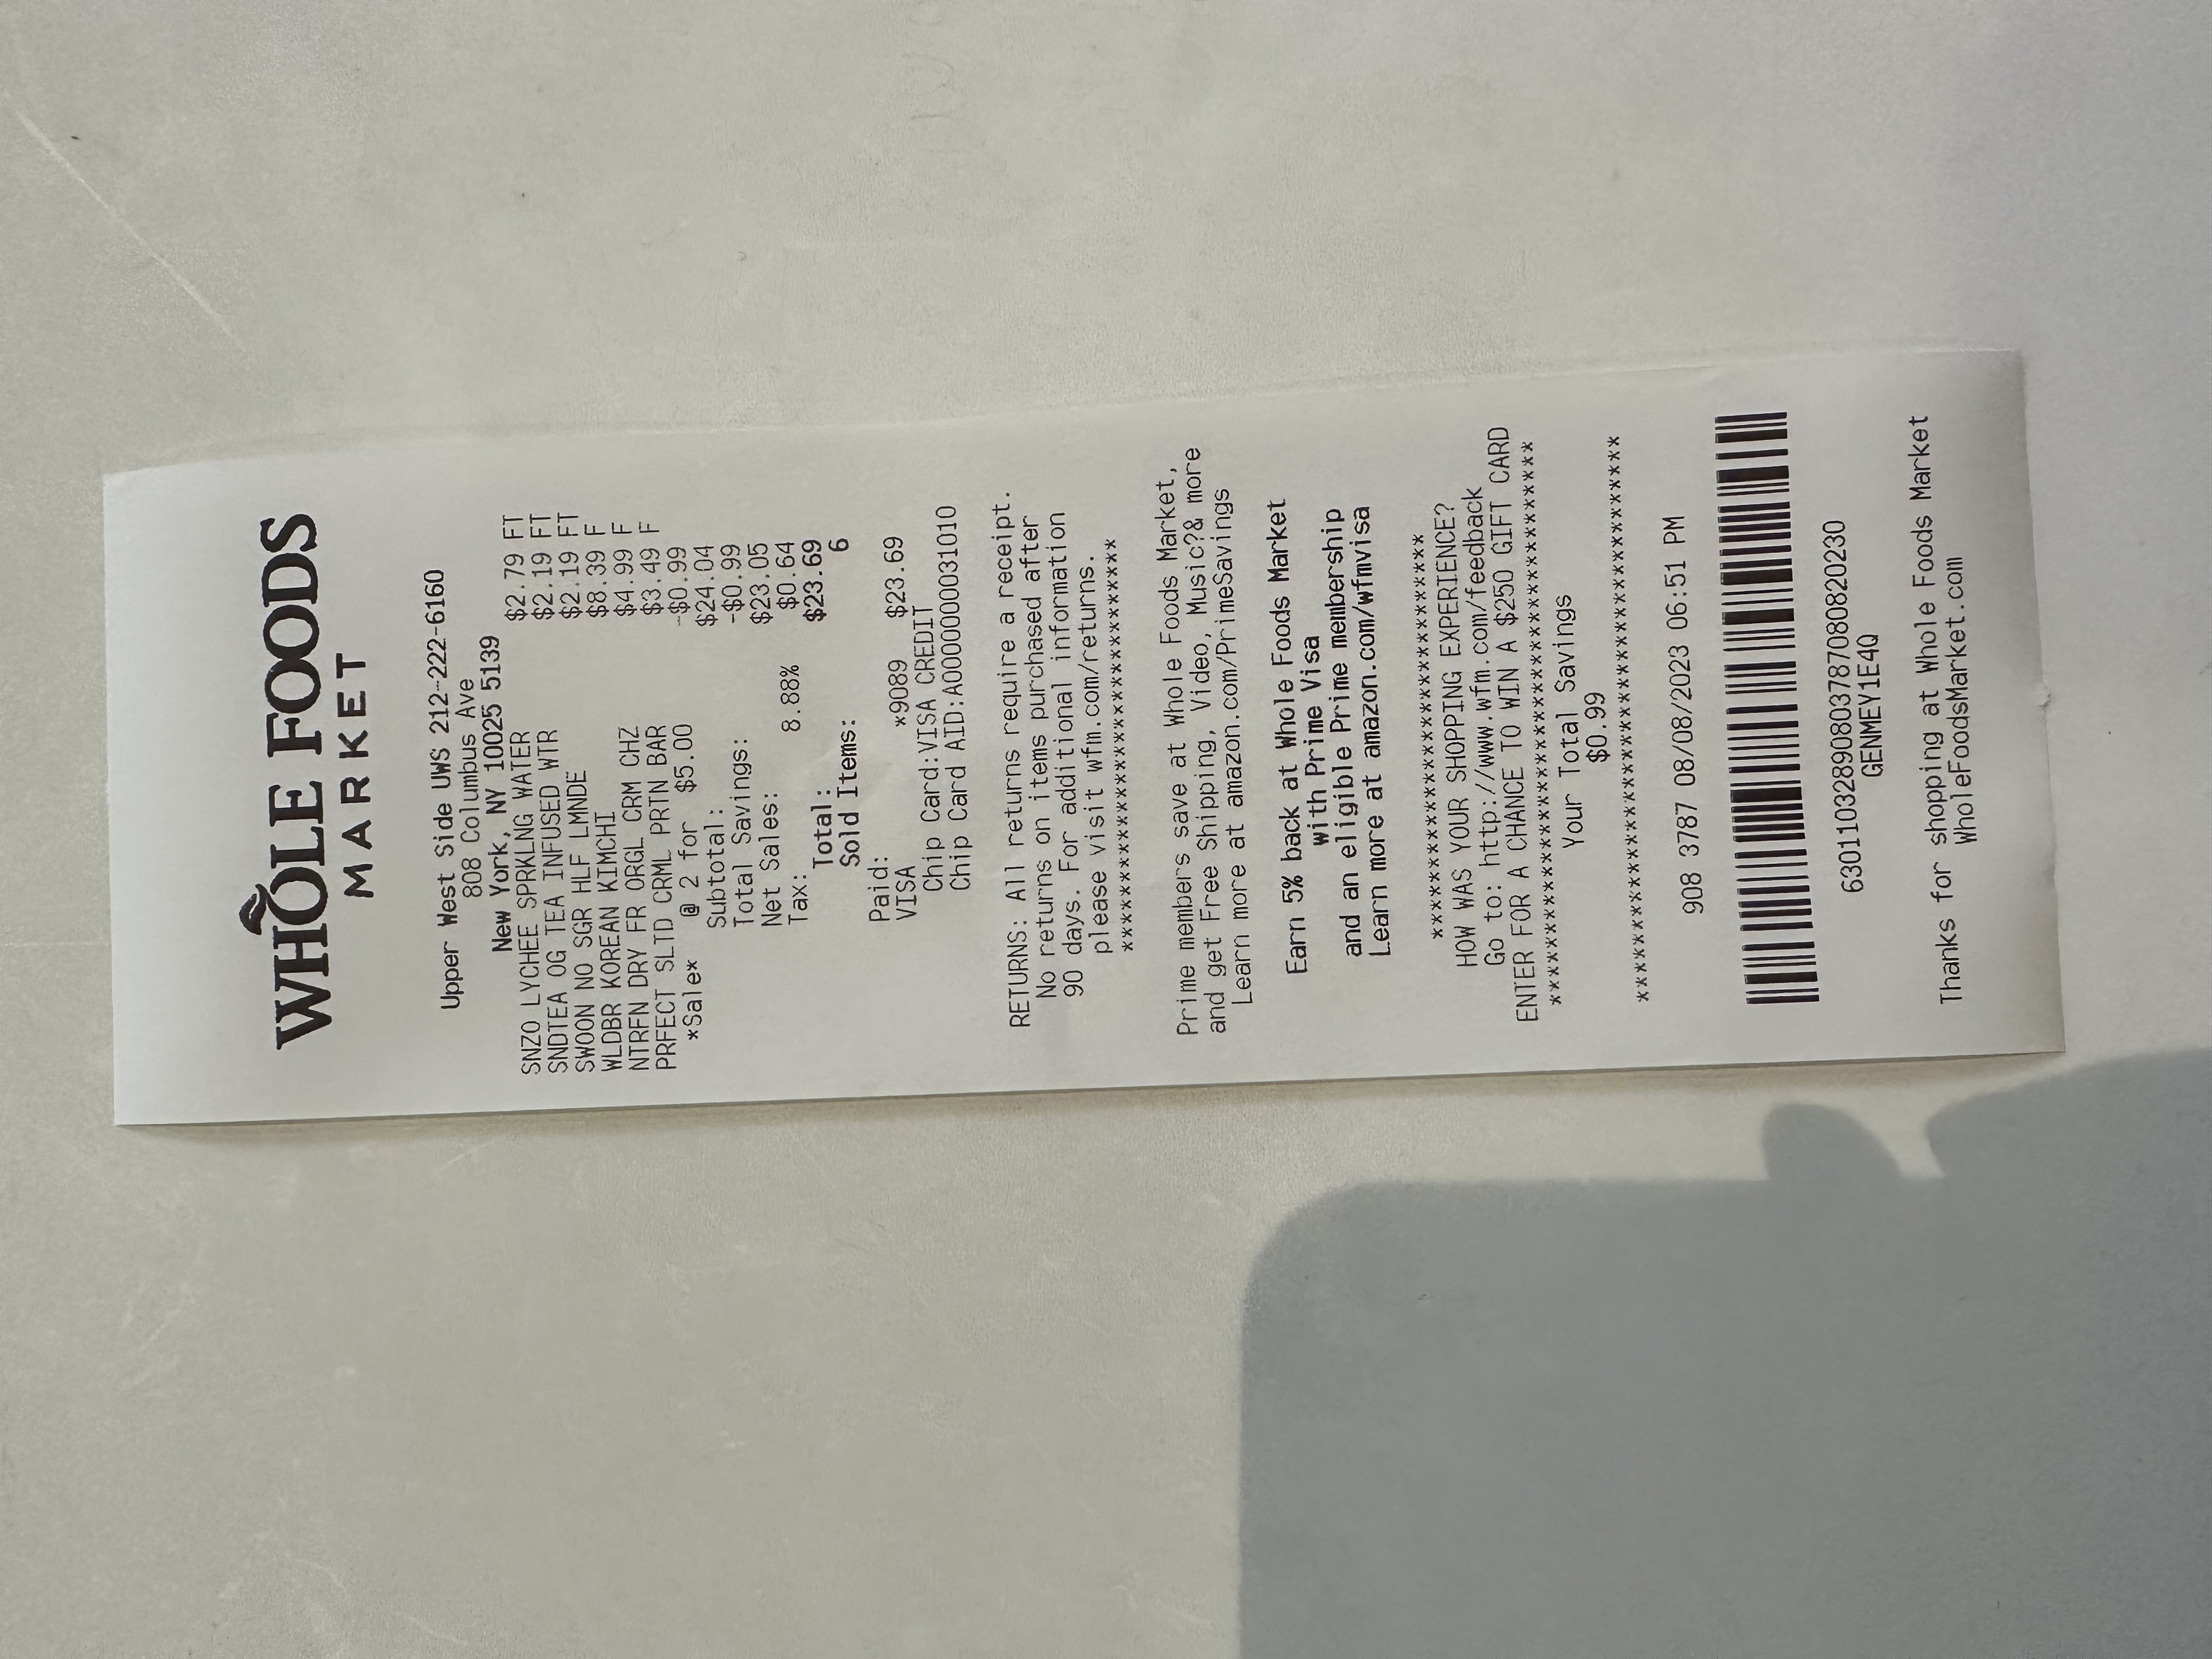 WHOLE FOODS
MARKET
Upper West Side UWS 212-222-6160
808 Columbus Ave
New York, NY 10025 5139
SNZO LYCHEE SPRKLNG WATER $2.79 FT
SNDTEA OG TEA INFUSED WTR $2.19 FT
SWOON NO SGR HLF LMNDE $2.19 FT
WLDBR KOREAN KIMCHI $8.39 F
NTRFN DRY FR ORGL CRM CHZ $4.99 F
PRFECT SLTD CRML PRTN BAR $3.49 F
*Sale* @ 2 for $5.00 -$0.99
Subtotal: $24.04
Total Savings: -$0.99
Net Sales: $23.05
Tax: 8.88% $0.64
Total: $23.69
Sold Items: 6
Paid:
VISA *9089 $23.69
Chip Card:VISA CREDIT
Chip Card AID:A0000000031010
RETURNS: All returns require a receipt.
No returns on items purchased after
90 days. For additional information
please visit wfm.com/returns.
*****************************
Prime members save at Whole Foods Market,
and get Free Shipping, Video, Music?& more
Learn more at amazon.com/PrimeSavings
Earn 5% back at Whole Foods Market
with Prime Visa
and an eligible Prime membership
Learn more at amazon.com/wfmvisa
*****************************
HOW WAS YOUR SHOPPING EXPERIENCE?
Go to: http://www.wfm.com/feedback
ENTER FOR A CHANCE TO WIN A $250 GIFT CARD
****************************************
Your Total Savings
$0.99
****************************************
908 3787 08/08/2023 06:51 PM
63011032890803787080820230
GENMEY1E4Q
Thanks for shopping at Whole Foods Market
WholeFoodsMarket.com